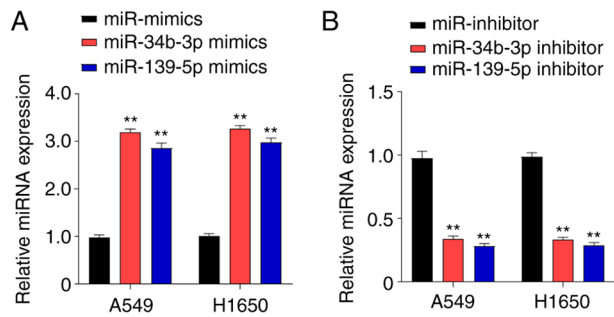 A
miR-mimics
miR-34b-3p mimics
miR-139-5p mimics
Relative miRNA expression
4.0
3.0
2.0
1.0
0
** ** ** **
A549 H1650
B
miR-inhibitor
miR-34b-3p inhibitor
miR-139-5p inhibitor
Relative miRNA expression
1.5
1.0
0.5
0
** ** ** **
A549 H1650